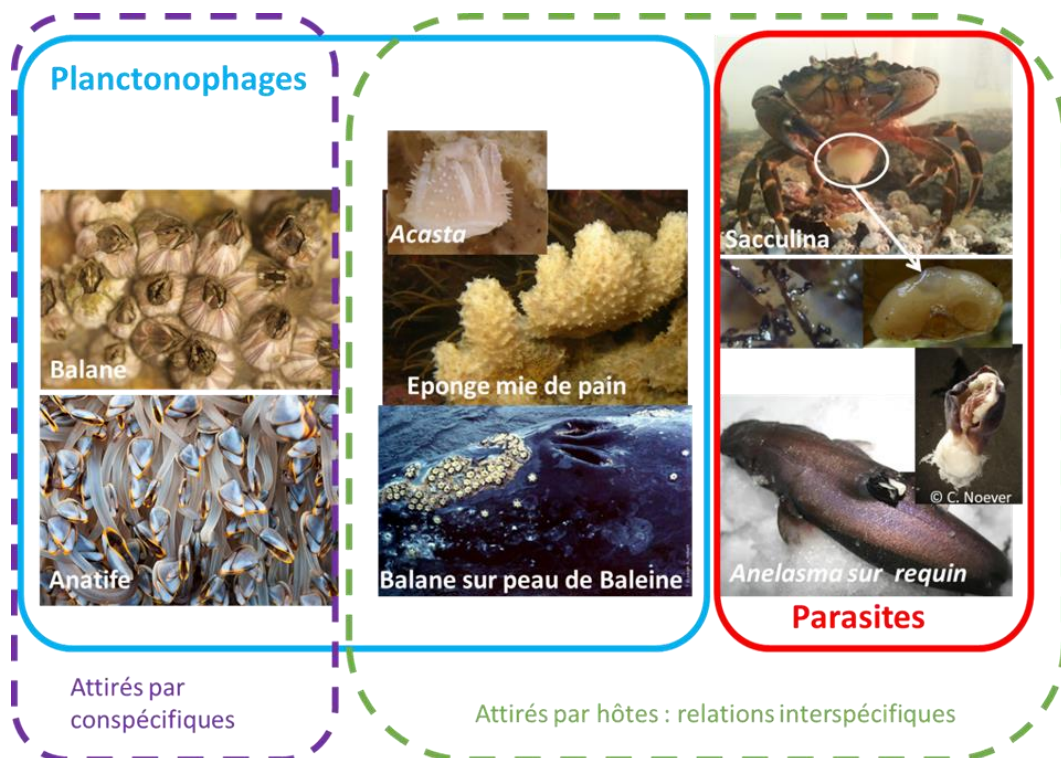 Planctonophages
Acasta
Sacculina
Balane
Eponge mie de pain
© C. Noever
Anatife
Balane sur peau de Baleine
Anelasma sur requin
Parasites
Attirés par
conspécifiques
Attirés par hôtes : relations interspécifiques